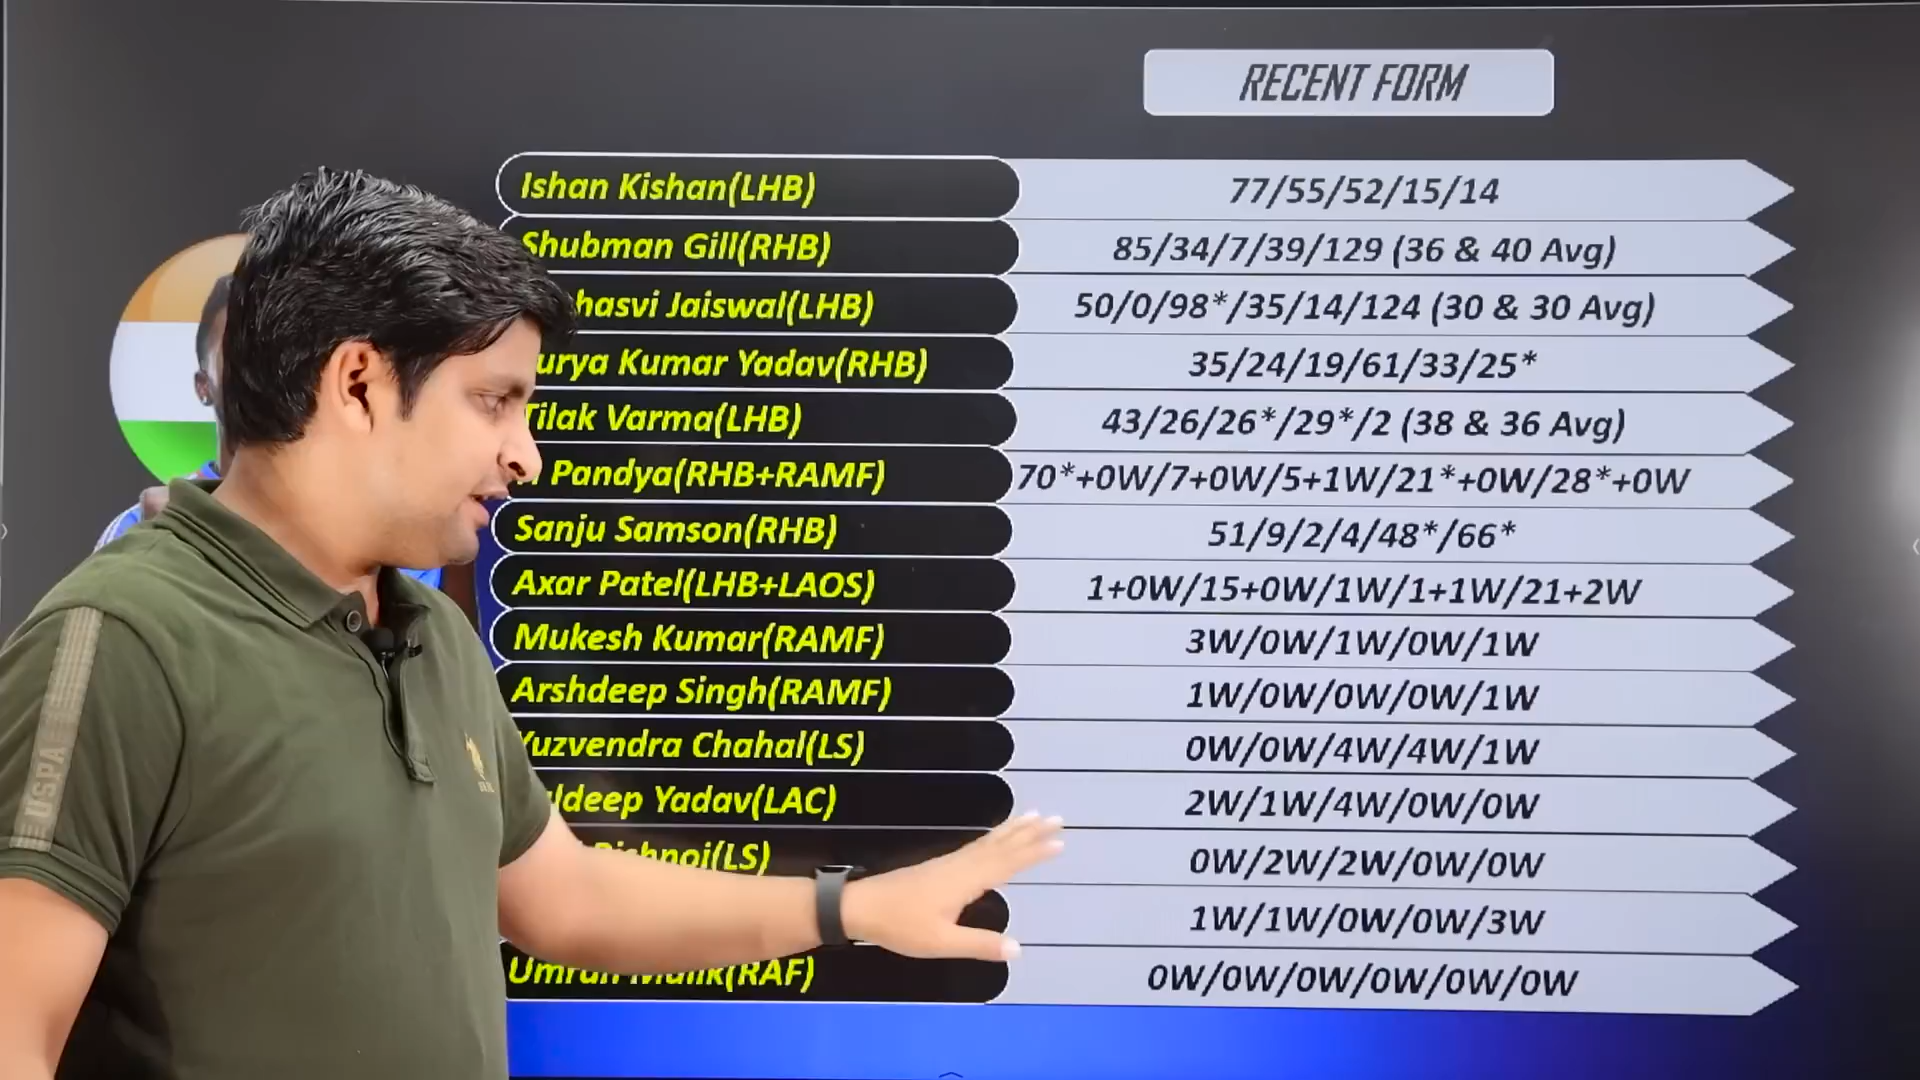 RECENT FORM
Ishan Kishan(LHB) 77/55/52/15/14
Shubman Gill(RHB) 85/34/7/39/129 (36 & 40 Avg)
hasvi Jaiswal(LHB) 50/0/98*/35/14/124 (30 & 30 Avg)
urya Kumar Yadav(RHB) 35/24/19/61/33/25*
Tilak Varma(LHB) 43/26/26*/29*/2 (38 & 36 Avg)
Pandya(RHB+RAMF) 70*+0W/7+0W/5+1W/21*+0W/28*+0W
Sanju Samson(RHB) 51/9/2/4/48*/66*
Axar Patel(LHB+LAOS) 1+0W/15+0W/1W/1+1W/21+2W
Mukesh Kumar(RAMF) 3W/0W/1W/0W/1W
Arshdeep Singh(RAMF) 1W/0W/0W/0W/1W
Yuzvendra Chahal(LS) 0W/0W/4W/4W/1W
ldeep Yadav(LAC) 2W/1W/4W/0W/0W
Bishnoi(LS) 0W/2W/2W/0W/0W
1W/1W/0W/0W/3W
Umran Malik(RAF) 0W/0W/0W/0W/0W/0W
USPA